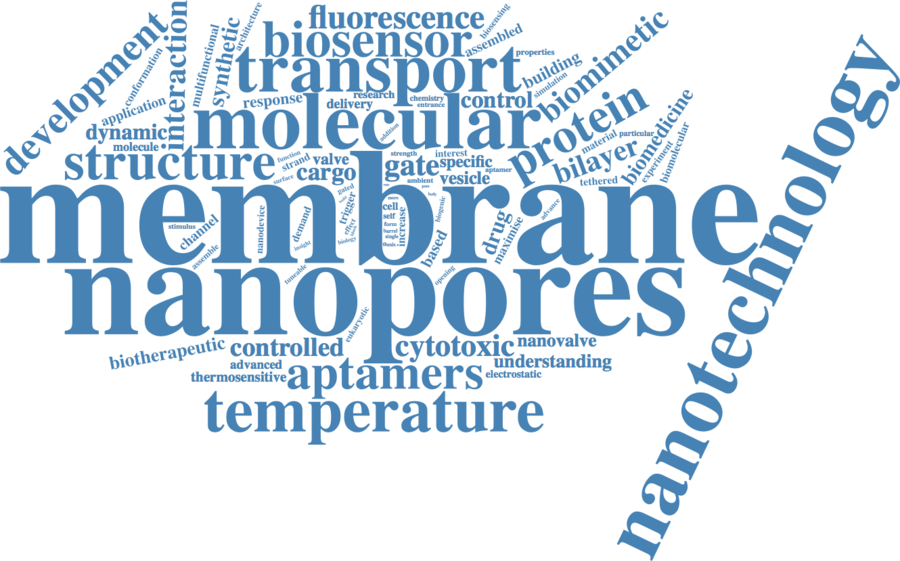 fluorescence
biosensor
biosensing
assembled
architecture
synthetic
multifunctional
interaction
conformation
development
application
transport
properties
building
simulation
biomimetic
response
research
delivery
chemistry
entrance
control
dynamic
molecule
molecular
addition
protein
material
particular
biomedicine
experiment
biomolecular
structure
function
strand
surface
valve
cargo
strength
gate
interest
specific
ambient
vesicle
aptamer
bilayer
tethered
membrane
stimulus
channel
assemble
nanodevice
demand
insight
gated
trigger
effect
biology
cell
self
form
barrel
single
thesis
increase
biogenic
body
based
drug
maximise
advance
nanopores
tuneable
opening
eukaryotic
nanotechnology
biotherapeutic
controlled
cytotoxic
nanovalve
advanced
understanding
thermosensitive
aptamers
electrostatic
temperature